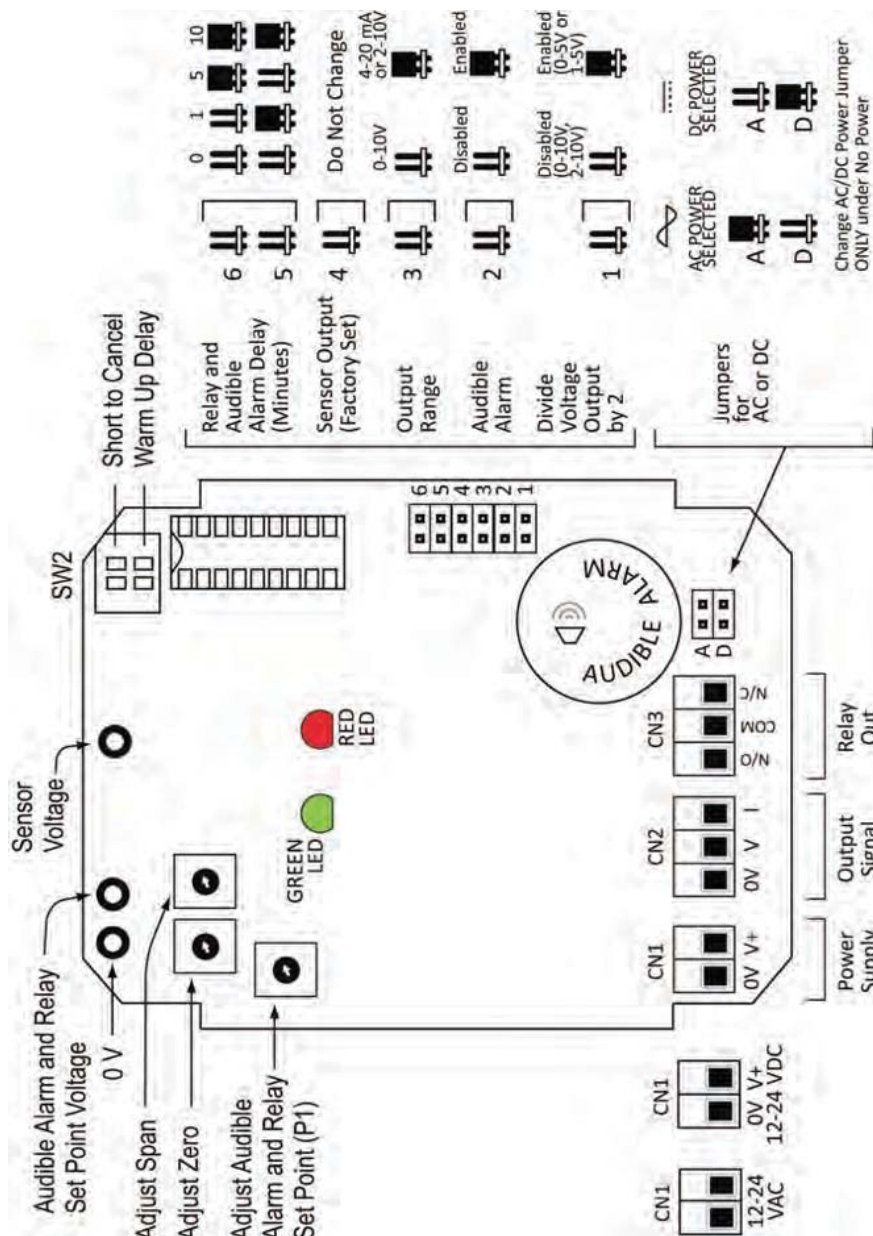 Audible Alarm and Relay
Set Point Voltage
0 V
Adjust Span
Adjust Zero
Adjust Audible
Alarm and Relay
Set Point (P1)
Sensor
Voltage
SW2
Short to Cancel
Warm Up Delay
GREEN
LED
RED
LED
6
5
4
3
2
1
AUDIBLE ALARM
A
D
CN1
12-24
VAC
CN1
0V V+
12-24 VDC
CN1
0V V+
Power
Supply
CN2
0V V I
Output
Signal
CN3
N/O COM N/C
Relay
Out
Relay and
Audible
Alarm Delay
(Minutes)
6
5
0 1 5 10
Sensor Output
(Factory Set)
4
Do Not Change
Output
Range
3
0-10V
4-20 mA
or 2-10V
Audible
Alarm
2
Disabled
Enabled
Divide
Voltage
Output
by 2
1
Disabled
(0-10V,
2-10V)
Enabled
(0-5V or
1-5V)
Jumpers
for
AC or DC
AC POWER
SELECTED
A
D
DC POWER
SELECTED
A
D
Change AC/DC Power Jumper
ONLY under No Power